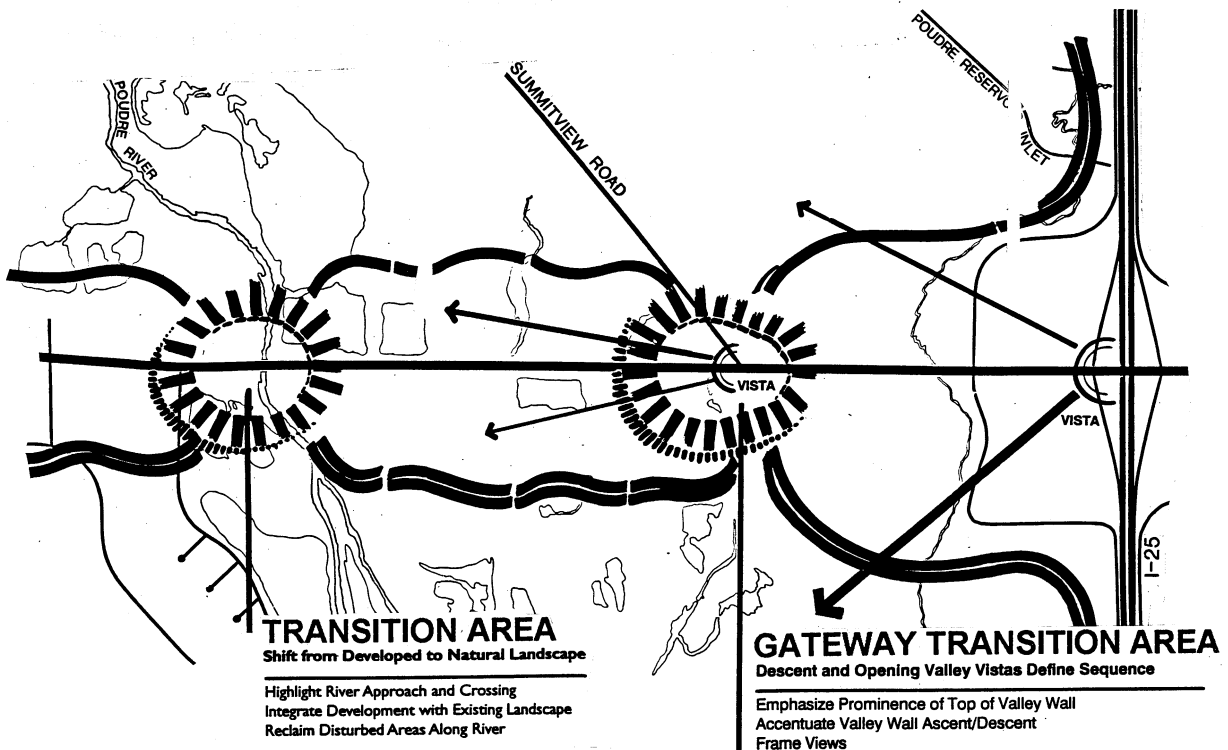 POUDRE RIVER
SUMMITVIEW ROAD
POUDRE RESERVO
INLET
VISTA
VISTA
I-25
TRANSITION AREA
Shift from Developed to Natural Landscape
Highlight River Approach and Crossing
Integrate Development with Existing Landscape
Reclaim Disturbed Areas Along River
GATEWAY TRANSITION AREA
Descent and Opening Valley Vistas Define Sequence
Emphasize Prominence of Top of Valley Wall
Accentuate Valley Wall Ascent/Descent
Frame Views